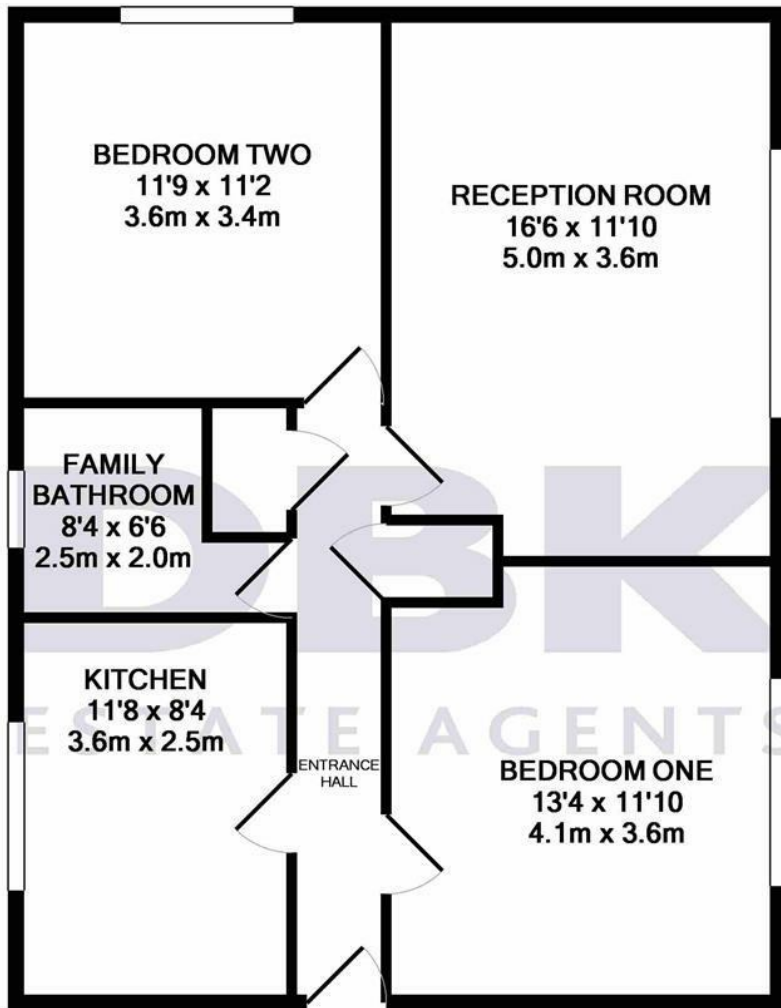 BEDROOM TWO
11'9 x 11'2
3.6m x 3.4m
RECEPTION ROOM
16'6 x 11'10
5.0m x 3.6m
FAMILY
BATHROOM
8'4 x 6'6
2.5m x 2.0m
DBK
ESTATE AGENTS
KITCHEN
11'8 x 8'4
3.6m x 2.5m
ENTRANCE
HALL
BEDROOM ONE
13'4 x 11'10
4.1m x 3.6m